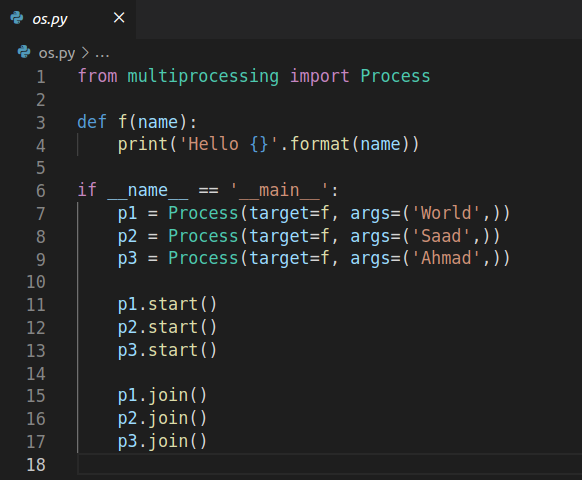 os.py ×
os.py > ...
1 from multiprocessing import Process
2
3 def f(name):
4     print('Hello {}'.format(name))
5
6 if __name__ == '__main__':
7     p1 = Process(target=f, args=('World',))
8     p2 = Process(target=f, args=('Saad',))
9     p3 = Process(target=f, args=('Ahmad',))
10
11     p1.start()
12     p2.start()
13     p3.start()
14
15     p1.join()
16     p2.join()
17     p3.join()
18